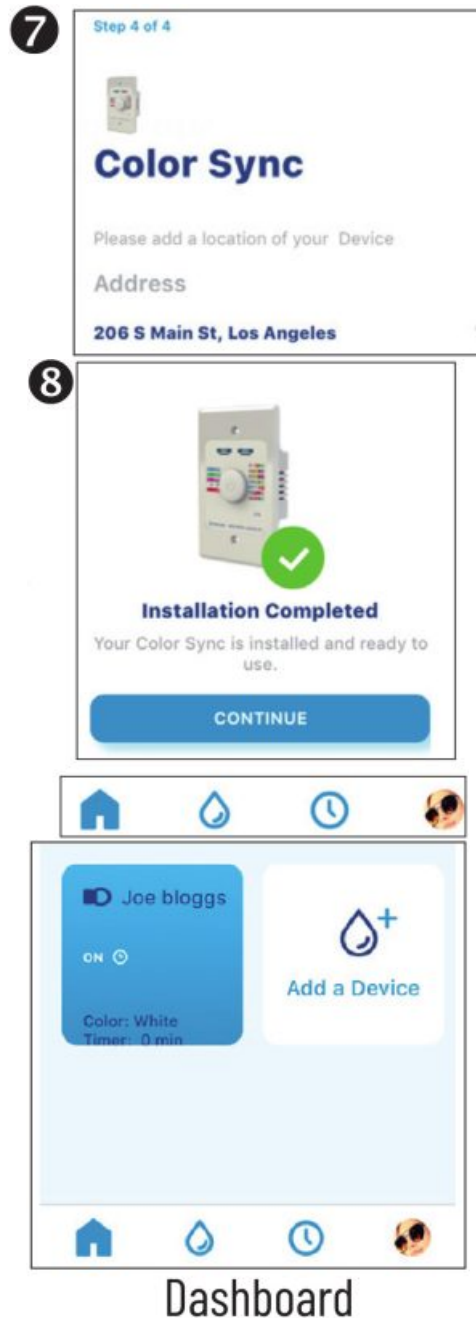 7
Step 4 of 4
Color Sync
Please add a location of your Device
Address
206 S Main St, Los Angeles
8
Installation Completed
Your Color Sync is installed and ready to
use.
CONTINUE
Joe bloggs
ON
Color: White
Timer: 0 min
Add a Device
Dashboard